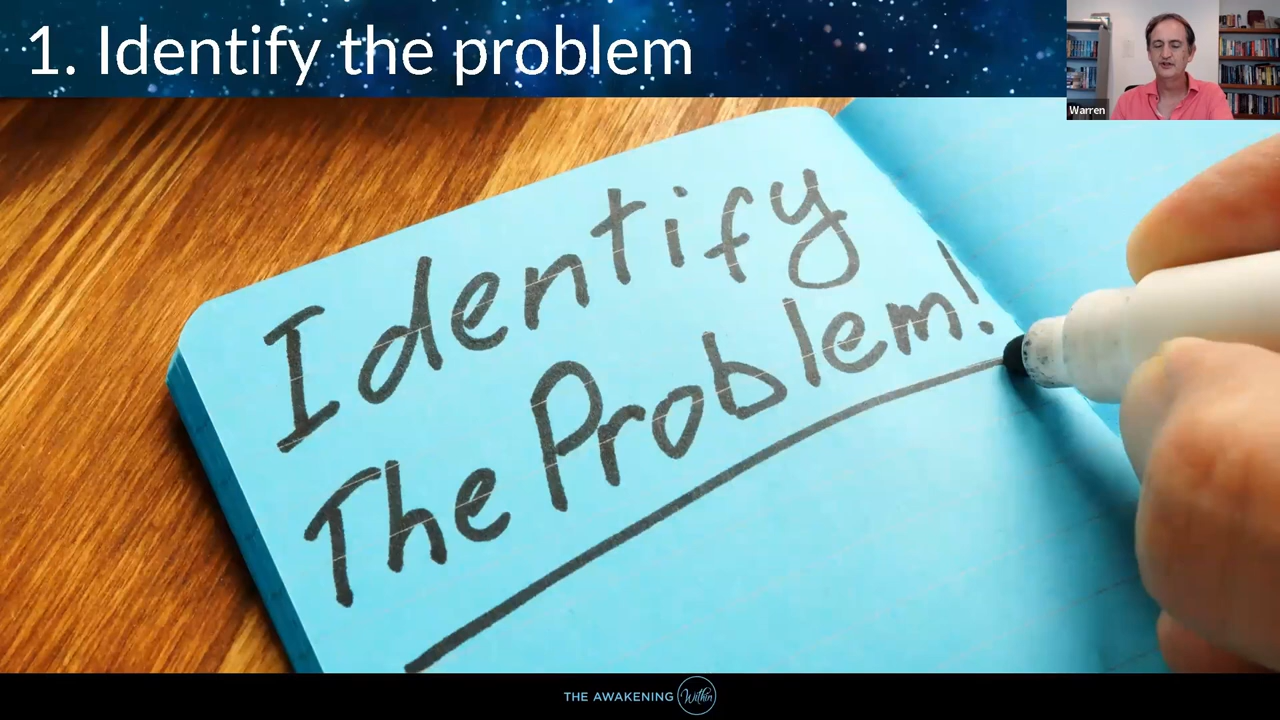 1. Identify the problem
Warren
Identify
The Problem!
THE AWAKENING Within